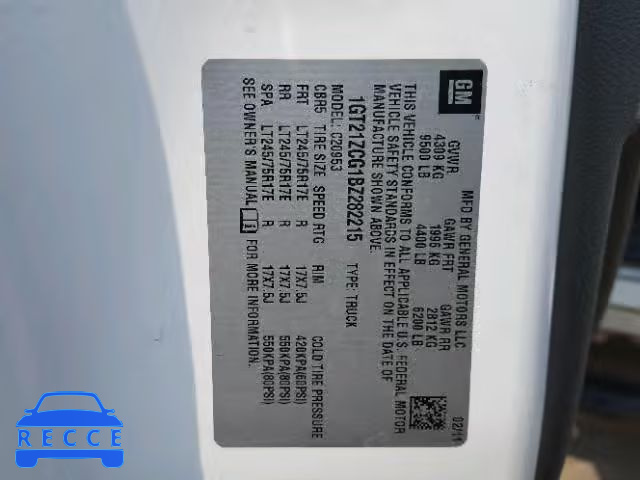 GM
MFD BY GENERAL MOTORS LLC
02/11
GVWR GAWR FRT GAWR RR
4309 KG 1996 KG 2812 KG
9500 LB 4400 LB 6200 LB
THIS VEHICLE CONFORMS TO ALL APPLICABLE U.S. FEDERAL MOTOR
VEHICLE SAFETY STANDARDS IN EFFECT ON THE DATE OF
MANUFACTURE SHOWN ABOVE.
1GT21ZCG1BZ282215 TYPE: TRUCK
MODEL: C20953
CBR5 TIRE SIZE SPEED RTG RIM COLD TIRE PRESSURE
FRT LT245/75R17E R 17X7.5J 420KPA(60PSI)
RR LT245/75R17E R 17X7.5J 550KPA(80PSI)
SPA LT245/75R17E R 17X7.5J 550KPA(80PSI)
SEE OWNER'S MANUAL FOR MORE INFORMATION.
RECCE